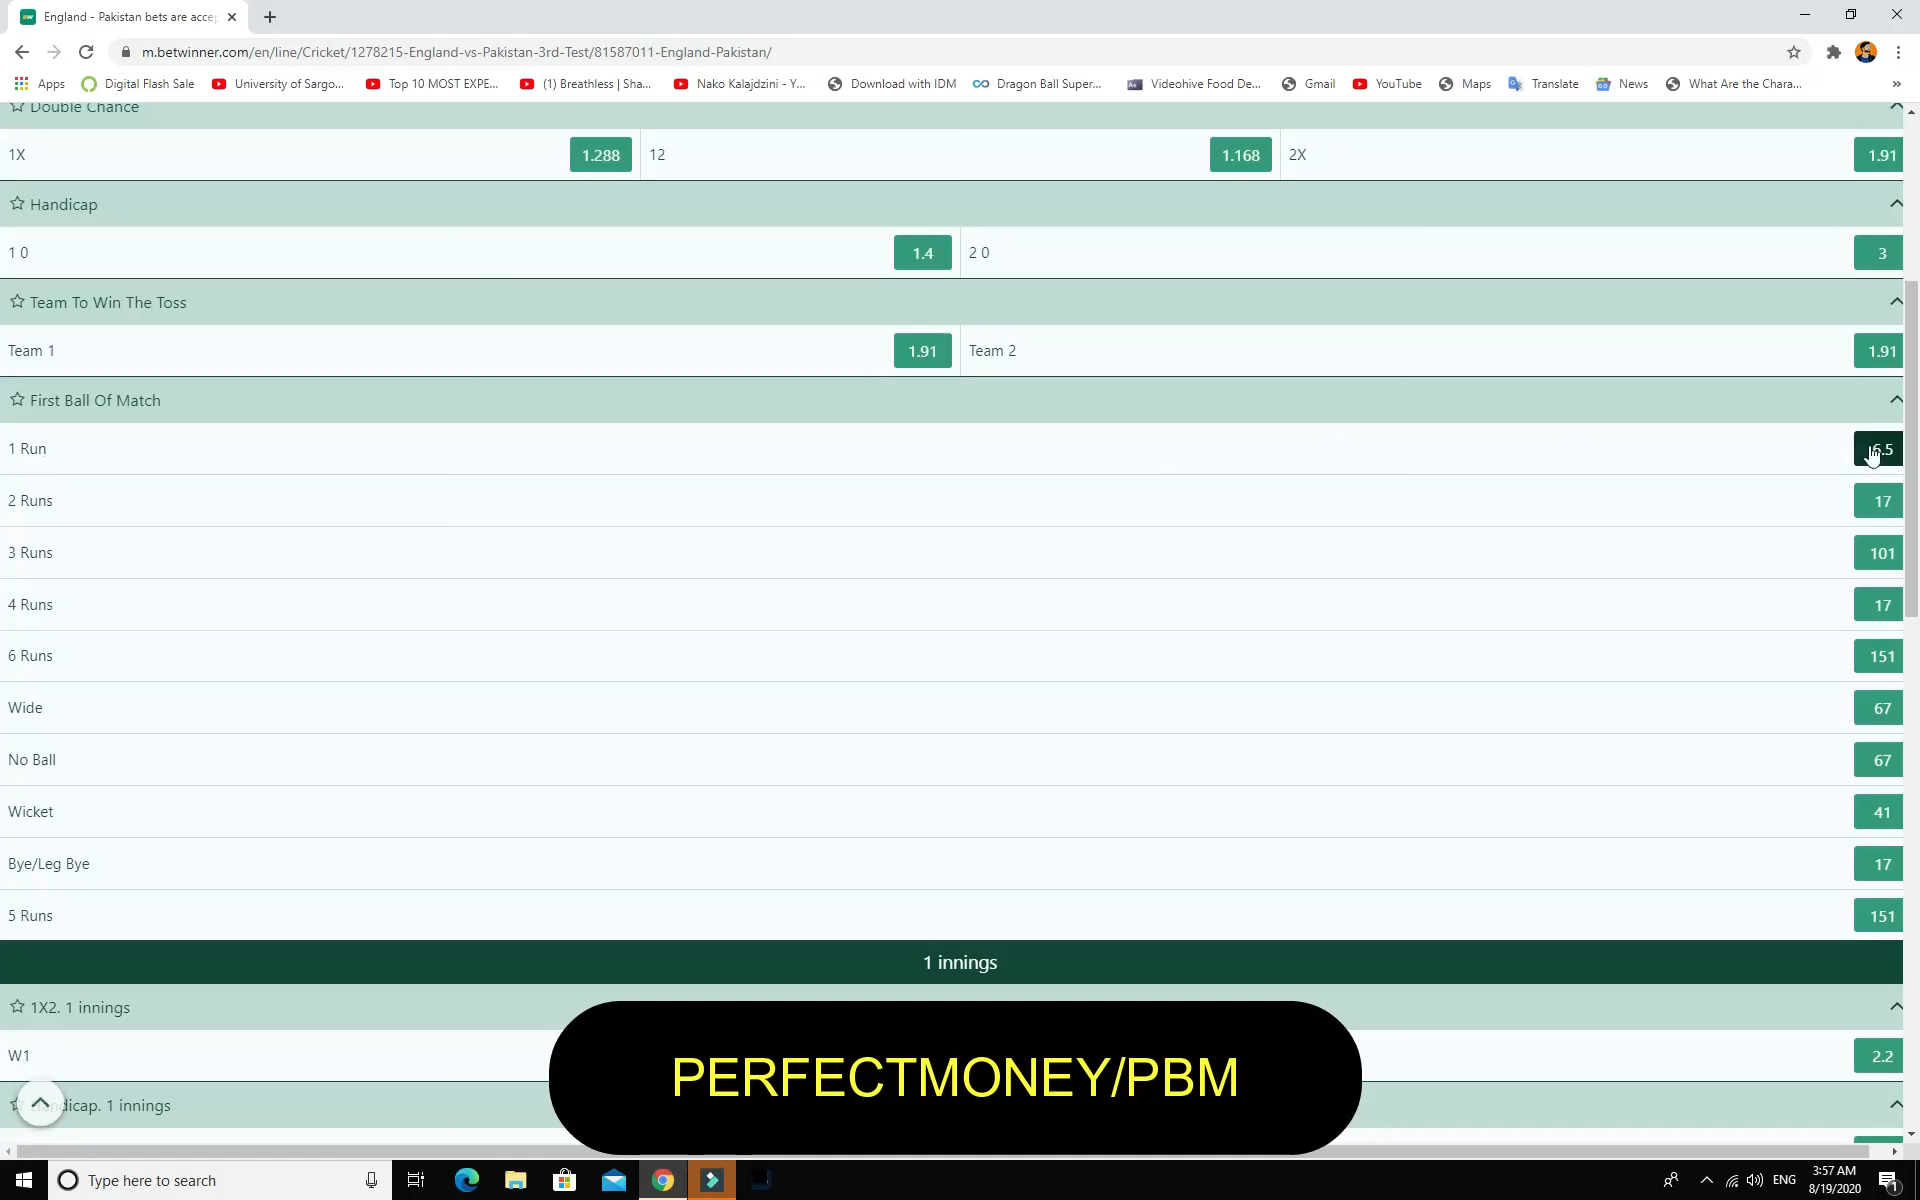 England - Pakistan bets are accep
m.betwinner.com/en/line/Cricket/1278215-England-vs-Pakistan-3rd-Test/81587011-England-Pakistan/
Apps Digital Flash Sale University of Sargo... Top 10 MOST EXPE... (1) Breathless | Sha... Nako Kalajdzini - Y... Download with IDM Dragon Ball Super... Videohive Food De... Gmail YouTube Maps Translate News What Are the Chara... »
Double Chance
1X 1.288 12 1.168 2X 1.91
Handicap
1 0 1.4 2 0 3
Team To Win The Toss
Team 1 1.91 Team 2 1.91
First Ball Of Match
1 Run 6.5
2 Runs 17
3 Runs 101
4 Runs 17
6 Runs 151
Wide 67
No Ball 67
Wicket 41
Bye/Leg Bye 17
5 Runs 151
1 innings
1X2. 1 innings
W1 2.2
dicap. 1 innings
PERFECTMONEY/PBM
Type here to search
ENG
3:57 AM
8/19/2020
1